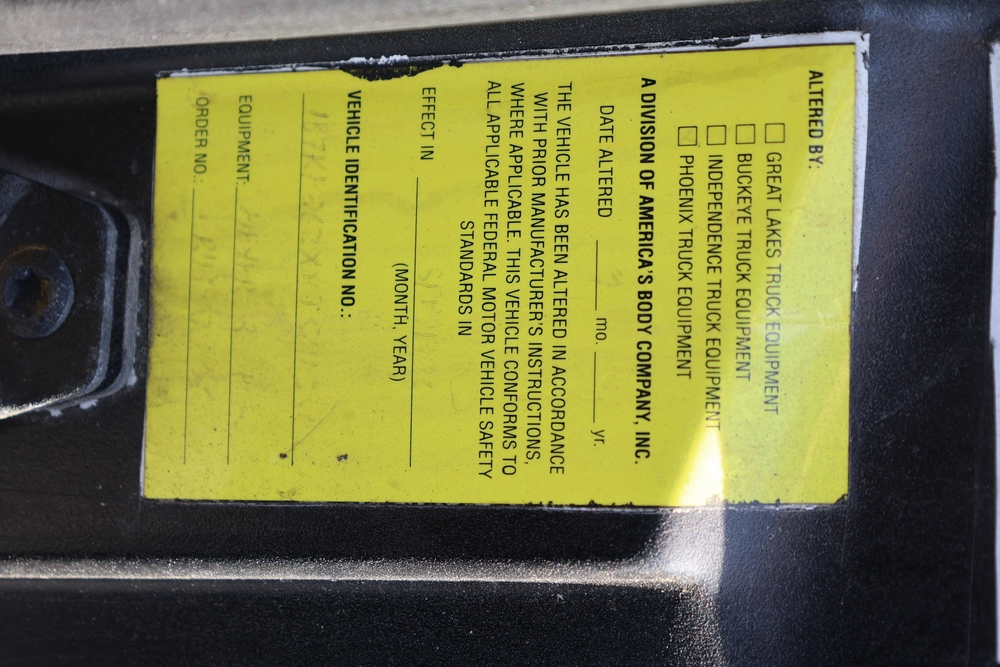 ALTERED BY:
GREAT LAKES TRUCK EQUIPMENT
BUCKEYE TRUCK EQUIPMENT
INDEPENDENCE TRUCK EQUIPMENT
PHOENIX TRUCK EQUIPMENT
A DIVISION OF AMERICA'S BODY COMPANY, INC.
DATE ALTERED mo. yr.
THE VEHICLE HAS BEEN ALTERED IN ACCORDANCE
WITH PRIOR MANUFACTURER'S INSTRUCTIONS,
WHERE APPLICABLE. THIS VEHICLE CONFORMS TO
ALL APPLICABLE FEDERAL MOTOR VEHICLE SAFETY
STANDARDS IN
EFFECT IN
(MONTH, YEAR)
VEHICLE IDENTIFICATION NO.:
EQUIPMENT:
ORDER NO.: